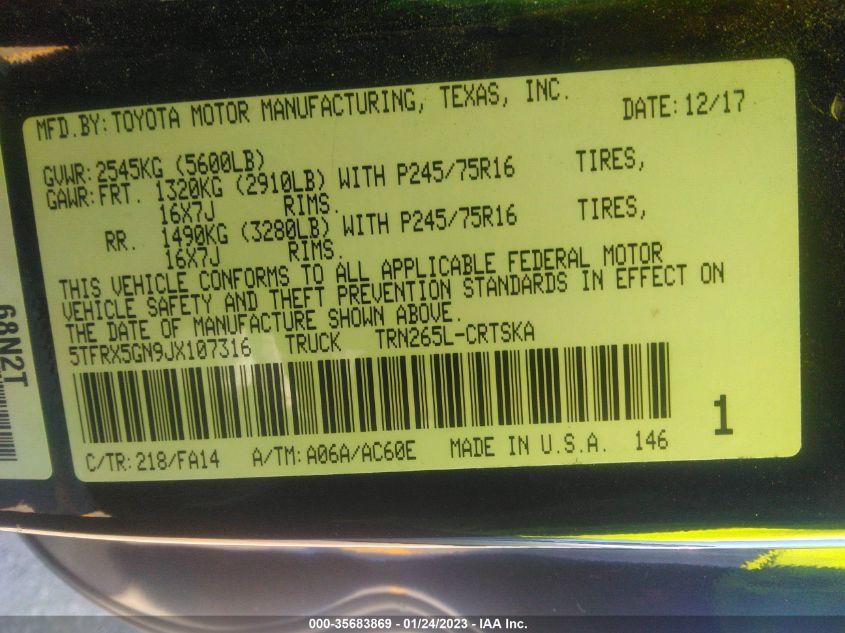 MFD.BY:TOYOTA MOTOR MANUFACTURING, TEXAS, INC. DATE:12/17
GVWR:2545KG (5600LB)
GAWR:FRT. 1320KG (2910LB) WITH P245/75R16 TIRES,
16X7J RIMS.
RR. 1490KG (3280LB) WITH P245/75R16 TIRES,
16X7J RIMS.
THIS VEHICLE CONFORMS TO ALL APPLICABLE FEDERAL MOTOR
VEHICLE SAFETY AND THEFT PREVENTION STANDARDS IN EFFECT ON
THE DATE OF MANUFACTURE SHOWN ABOVE.
5TFRX5GN9JX107316 TRUCK TRN265L-CRTSKA
1
C/TR:218/FA14 A/TM:A06A/AC60E MADE IN U.S.A. 146
68N2T
000-35683869 - 01/24/2023 - IAA Inc.